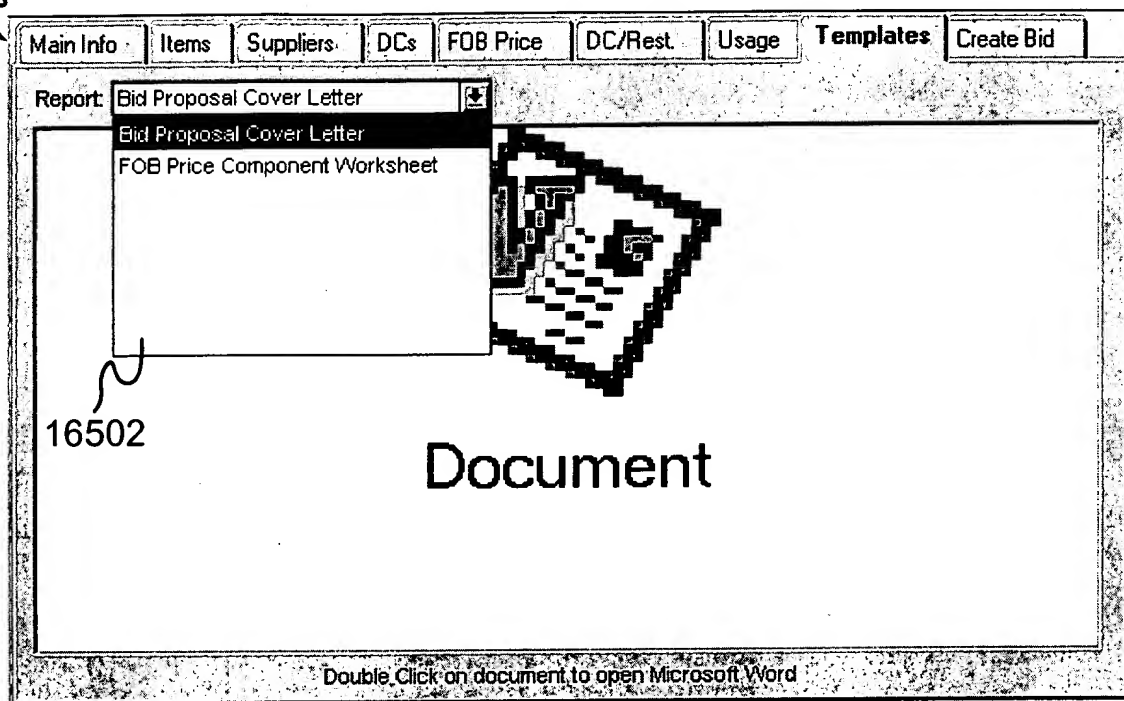 Main Info Items Suppliers DCs FOB Price DC/Rest. Usage Templates Create Bid
Report: Bid Proposal Cover Letter
Bid Proposal Cover Letter
FOB Price Component Worksheet
16502
Document
Double Click on document to open Microsoft Word